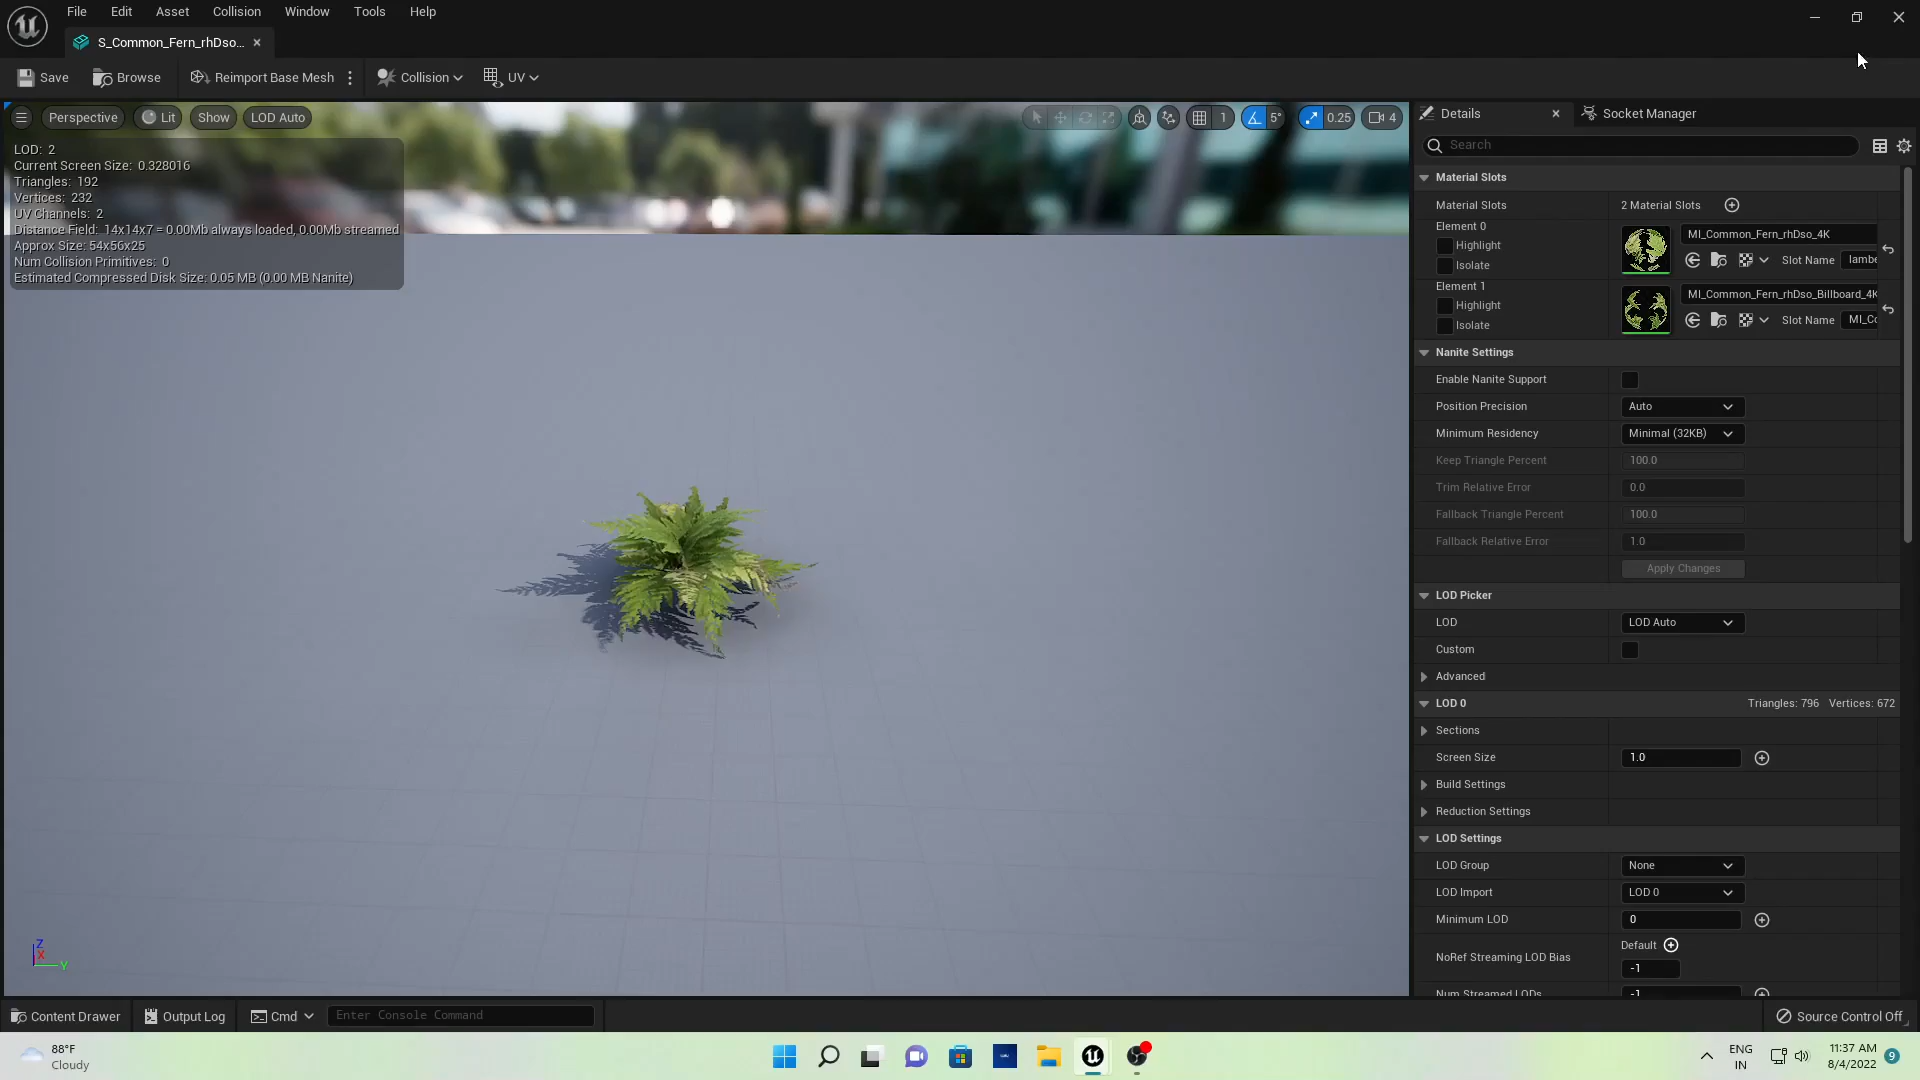 File Edit Asset Collision Window Tools Help
S_Common_Fern_rhDso...
Save Browse Reimport Base Mesh Collision UV
Perspective Lit Show LOD Auto 1 5° 0.25 4
LOD: 2
Current Screen Size: 0.328016
Triangles: 192
Vertices: 232
UV Channels: 2
Distance Field: 14x14x7 = 0.00Mb always loaded, 0.00Mb streamed
Approx Size: 54x56x25
Num Collision Primitives: 0
Estimated Compressed Disk Size: 0.05 MB (0.00 MB Nanite)
Z
X
Y
Details Socket Manager
Search
Material Slots
Material Slots 2 Material Slots
Element 0
Highlight
Isolate
MI_Common_Fern_rhDso_4K
Slot Name lambe
Element 1
Highlight
Isolate
MI_Common_Fern_rhDso_Billboard_4K
Slot Name MI_Co
Nanite Settings
Enable Nanite Support
Position Precision Auto
Minimum Residency Minimal (32KB)
Keep Triangle Percent 100.0
Trim Relative Error 0.0
Fallback Triangle Percent 100.0
Fallback Relative Error 1.0
Apply Changes
LOD Picker
LOD LOD Auto
Custom
Advanced
LOD 0 Triangles: 796 Vertices: 672
Sections
Screen Size 1.0
Build Settings
Reduction Settings
LOD Settings
LOD Group None
LOD Import LOD 0
Minimum LOD 0
Default
NoRef Streaming LOD Bias
-1
Num Streamed LODs -1
Content Drawer Output Log Cmd Enter Console Command Source Control Off
88°F
Cloudy
ENG
IN
11:37 AM
8/4/2022
9